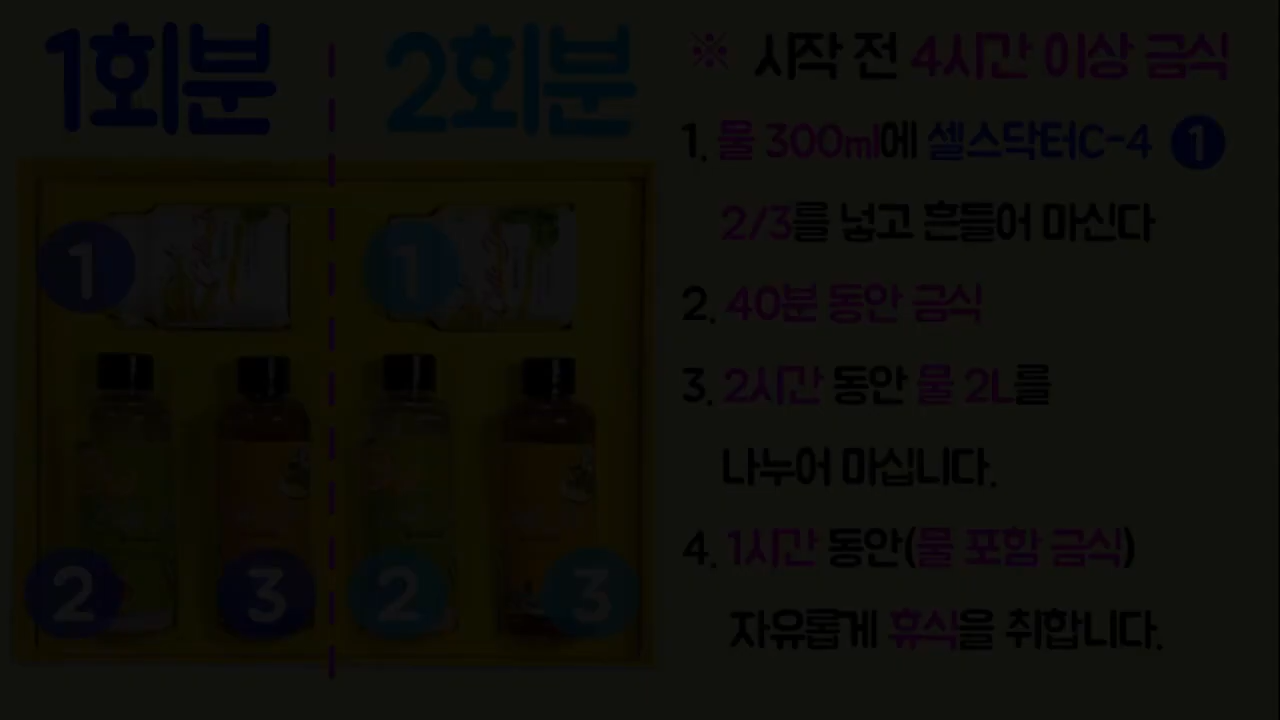 1회분
2회분
1
1
2
3
2
3
※ 시작 전 4시간 이상 금식
1. 물 300ml에 셀스닥터C-4 1
2/3를 넣고 흔들어 마신다
2. 40분 동안 금식
3. 2시간 동안 물 2L를
나누어 마십니다.
4. 1시간 동안(물 포함 금식)
자유롭게 휴식을 취합니다.